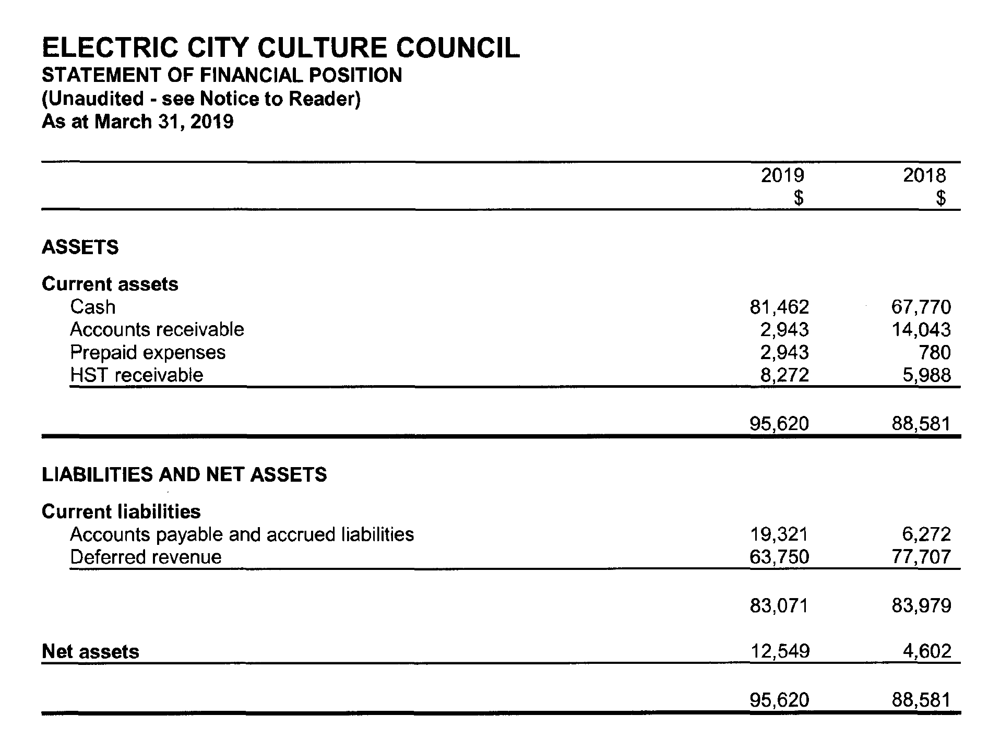 ELECTRIC CITY CULTURE COUNCIL
STATEMENT OF FINANCIAL POSITION
(Unaudited - see Notice to Reader)
As at March 31, 2019
2019 2018
$ $
ASSETS
Current assets
Cash 81,462 67,770
Accounts receivable 2,943 14,043
Prepaid expenses 2,943 780
HST receivable 8,272 5,988
95,620 88,581
LIABILITIES AND NET ASSETS
Current liabilities
Accounts payable and accrued liabilities 19,321 6,272
Deferred revenue 63,750 77,707
83,071 83,979
Net assets 12,549 4,602
95,620 88,581